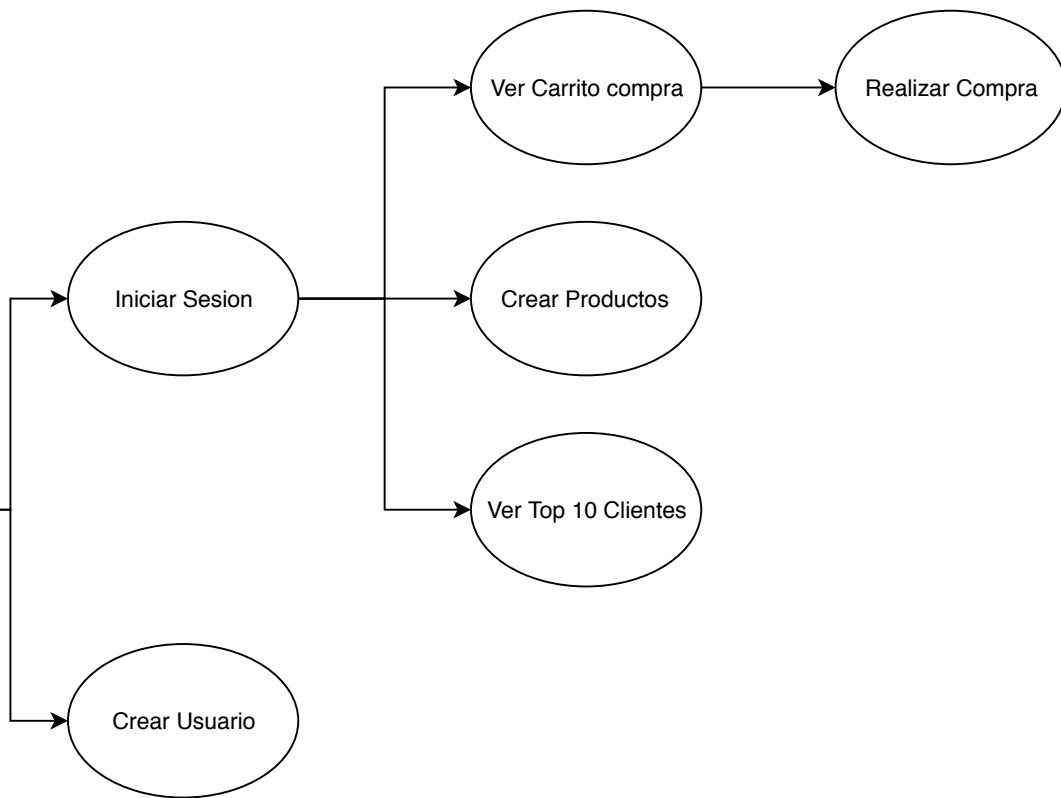 Ver Carrito compra
Realizar Compra
Iniciar Sesion
Crear Productos
Ver Top 10 Clientes
Crear Usuario